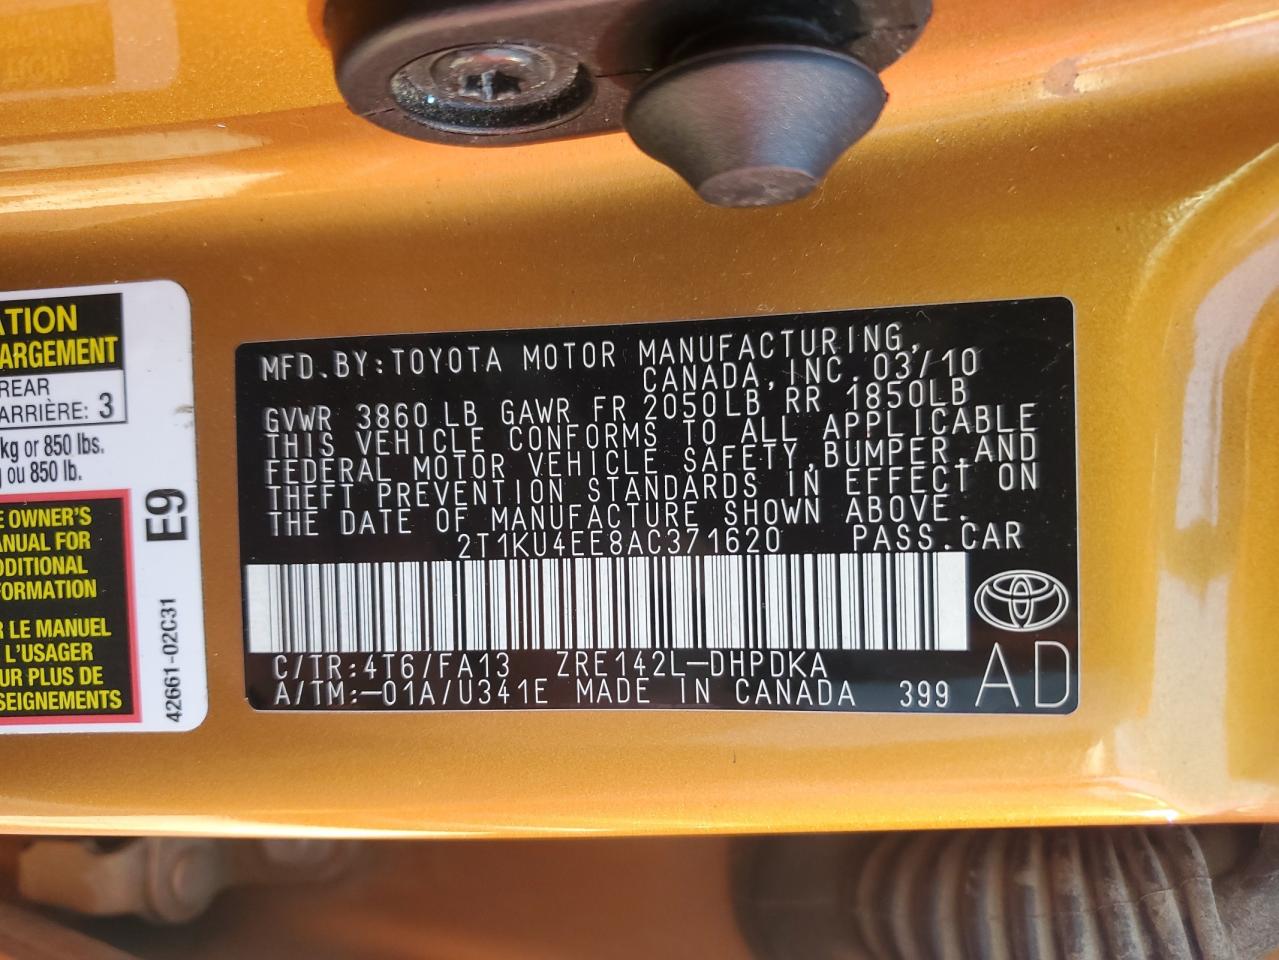 ATION
ARGEMENT
REAR
ARRIÈRE: 3
kg or 850 lbs.
ou 850 lb.
E OWNER'S
ANUAL FOR
DDITIONAL
FORMATION
R LE MANUEL
L'USAGER
UR PLUS DE
SEIGNEMENTS
E9
42661-02C31
MFD.BY:TOYOTA MOTOR MANUFACTURING,
CANADA,INC.03/10
GVWR 3860LB GAWR FR2050LB RR 1850LB
THIS VEHICLE CONFORMS TO ALL APPLICABLE
FEDERAL MOTOR VEHICLE SAFETY,BUMPER,AND
THEFT PREVENTION STANDARDS IN EFFECT ON
THE DATE OF MANUFACTURE SHOWN ABOVE.
2T1KU4EE8AC371620 PASS.CAR
C/TR:4T6/FA13 ZRE142L-DHPDKA
A/TM:-01A/U341E MADE IN CANADA 399
AD